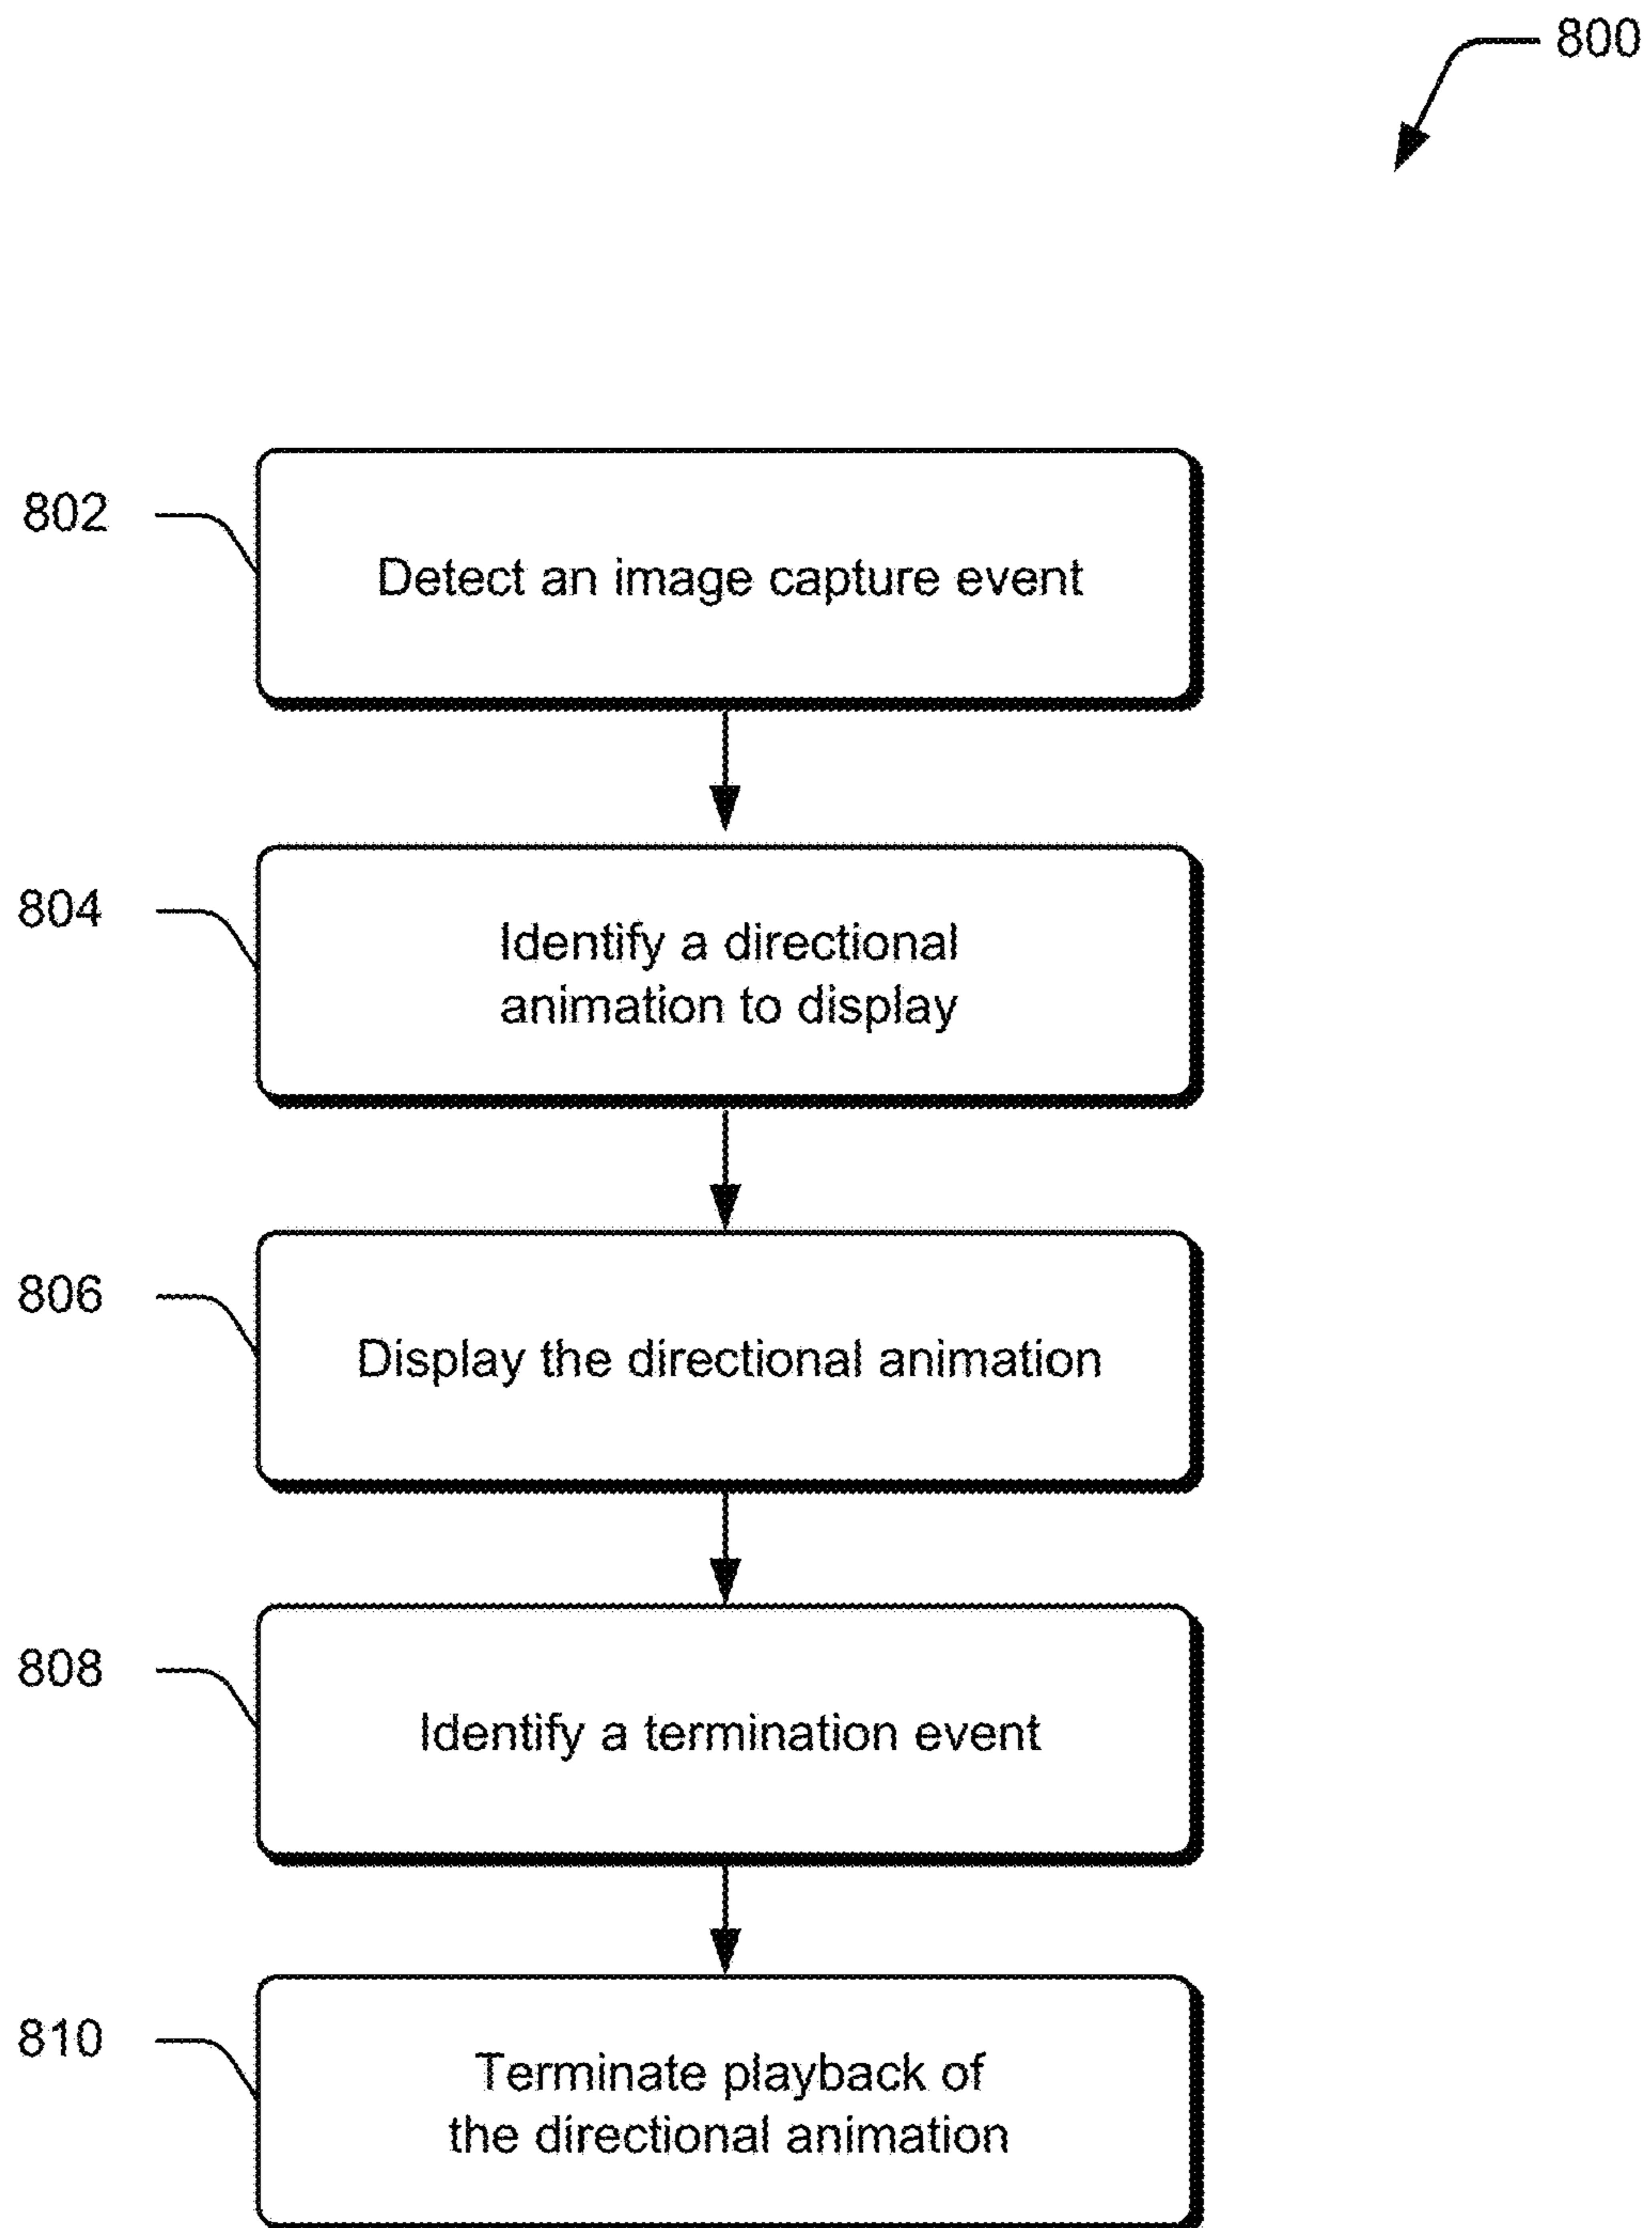 800
802
Detect an image capture event
804
Identify a directional
animation to display
806
Display the directional animation
808
Identify a termination event
810
Terminate playback of
the directional animation